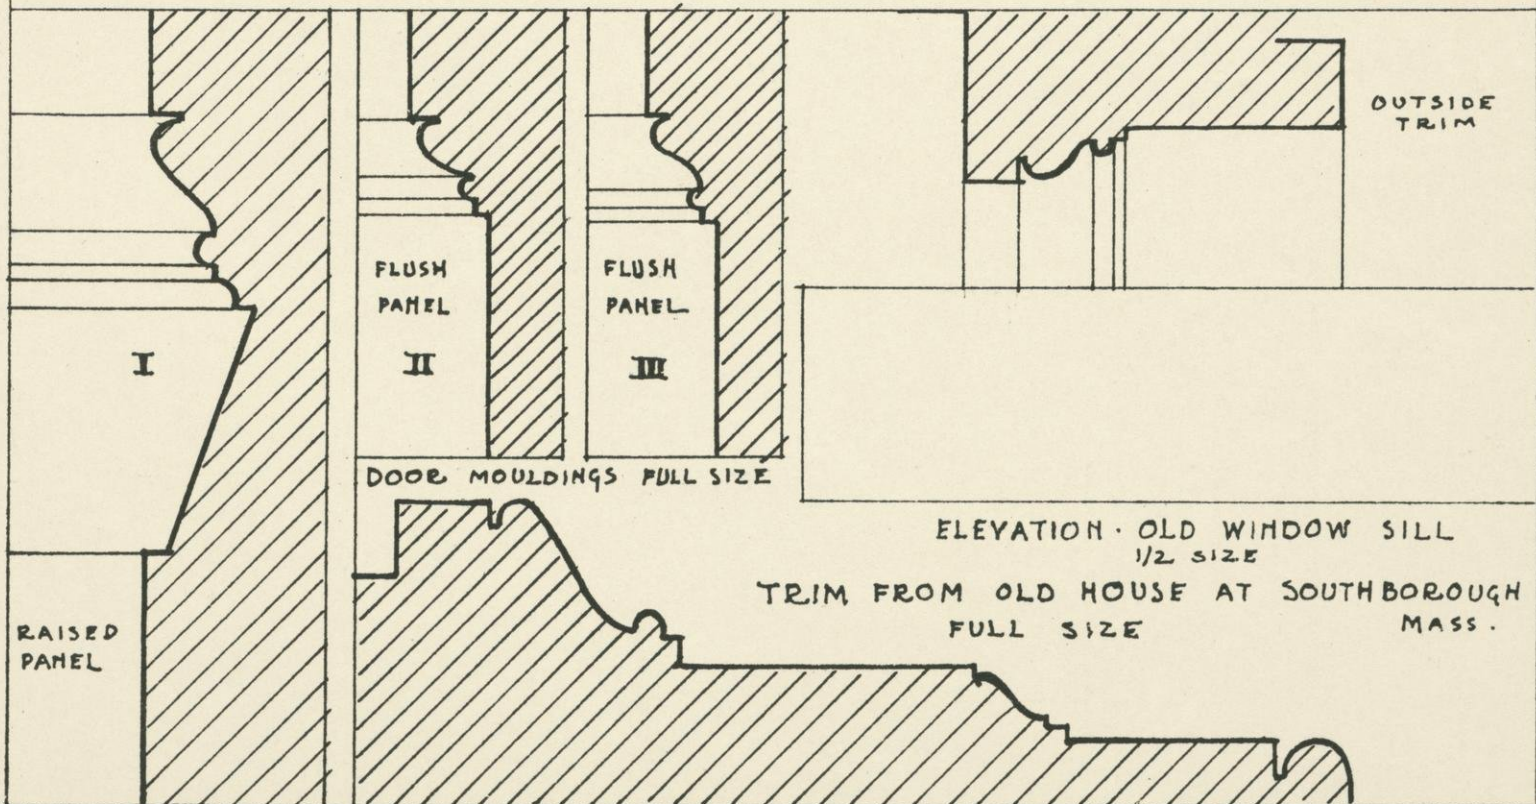 OUTSIDE
TRIM
FLUSH
PANEL
II
FLUSH
PANEL
III
I
DOOR MOULDINGS FULL SIZE
ELEVATION · OLD WINDOW SILL
1/2 SIZE
TRIM FROM OLD HOUSE AT SOUTHBOROUGH
MASS.
FULL SIZE
RAISED
PANEL